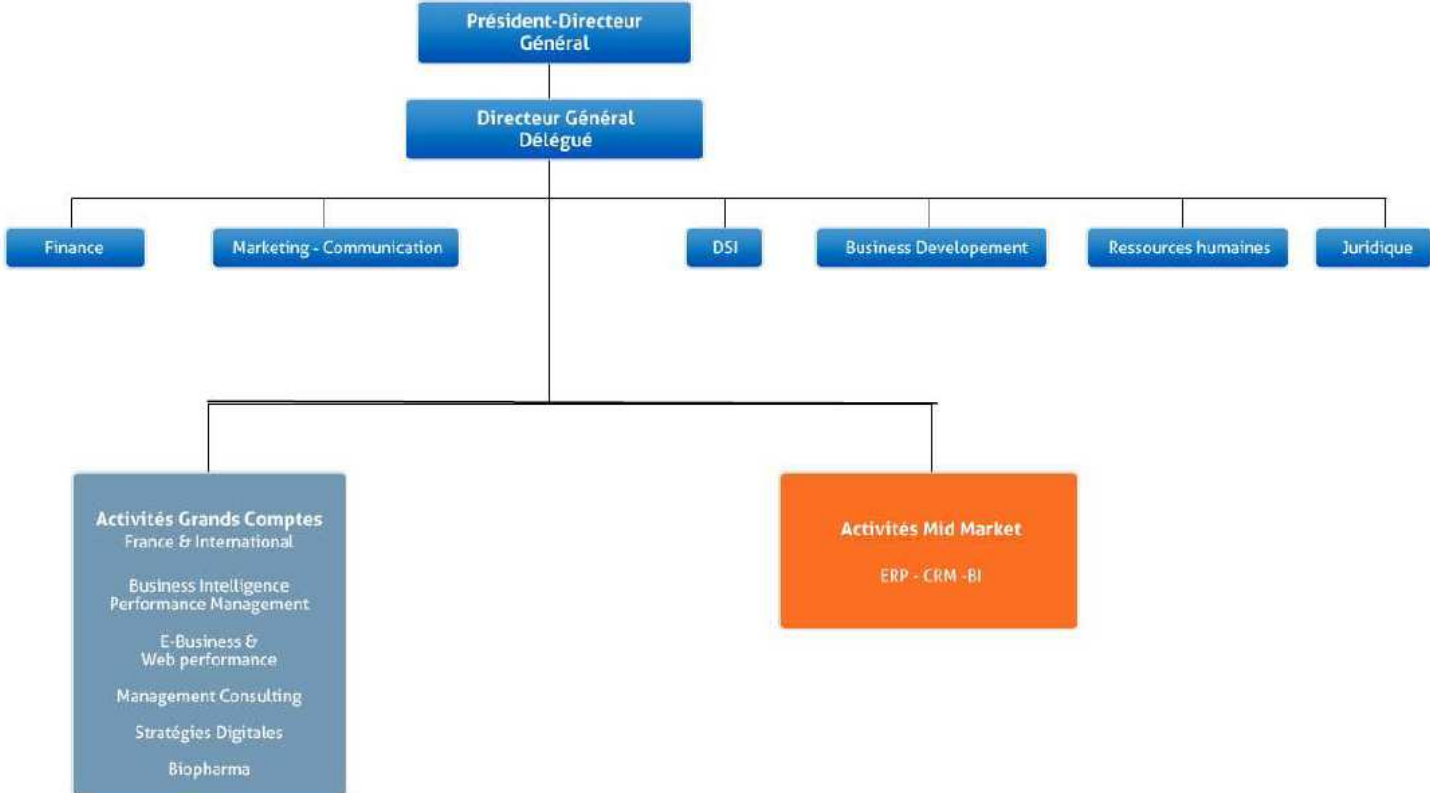 Président-Directeur
Général
Directeur Général
Délégué
Finance
Marketing - Communication
DSI
Business Developement
Ressources humaines
Juridique
Activités Grands Comptes
France & International
Business Intelligence
Performance Management
E-Business &
Web performance
Management Consulting
Stratégies Digitales
Biopharma
Activités Mid Market
ERP - CRM -BI